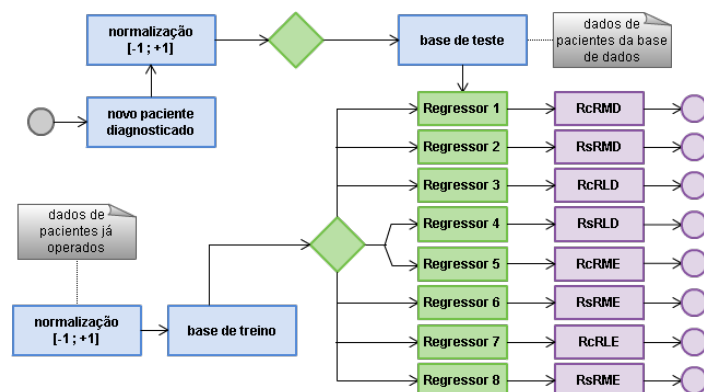 normalização
[-1 ; +1]
base de teste
dados de
pacientes da base
de dados
novo paciente
diagnosticado
Regressor 1
RcRMD
Regressor 2
RsRMD
Regressor 3
RcRLD
Regressor 4
RsRLD
Regressor 5
RcRME
Regressor 6
RsRME
Regressor 7
RcRLE
Regressor 8
RsRME
dados de
pacientes já
operados
normalização
[-1 ; +1]
base de treino